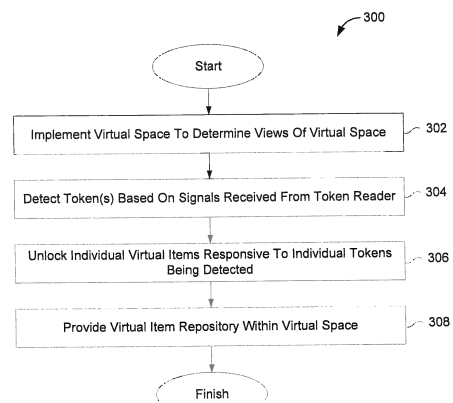 300
Start
Implement Virtual Space To Determine Views Of Virtual Space
302
Detect Token(s) Based On Signals Received From Token Reader
304
Unlock Individual Virtual Items Responsive To Individual Tokens
Being Detected
306
Provide Virtual Item Repository Within Virtual Space
308
Finish